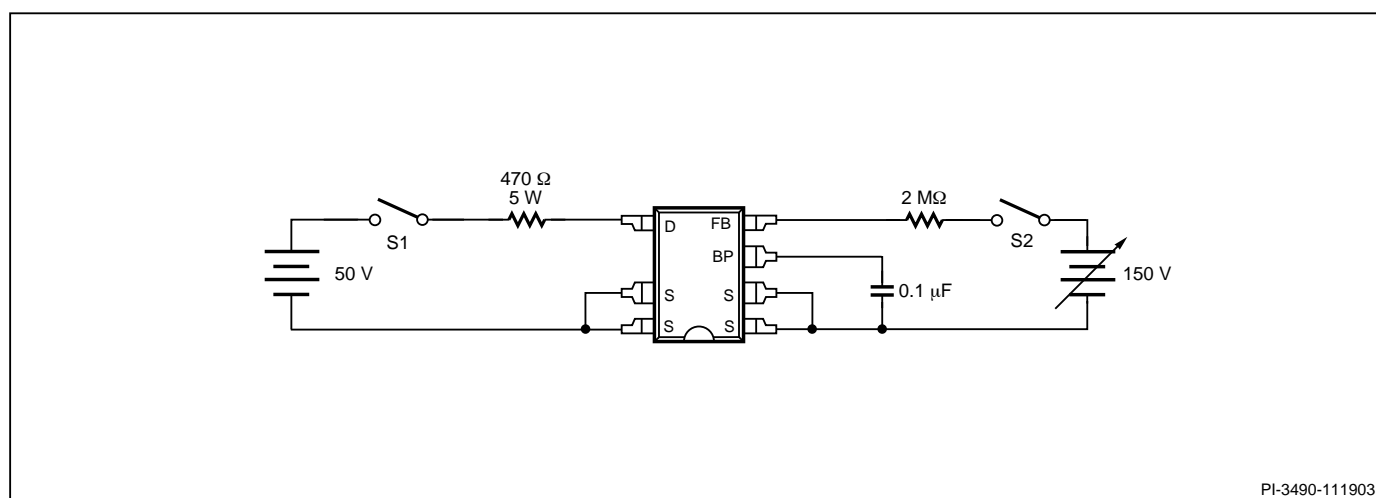 470 Ω
5 W
2 MΩ
S1
D
FB
S2
BP
50 V
S
S
0.1 µF
150 V
S
S
PI-3490-111903